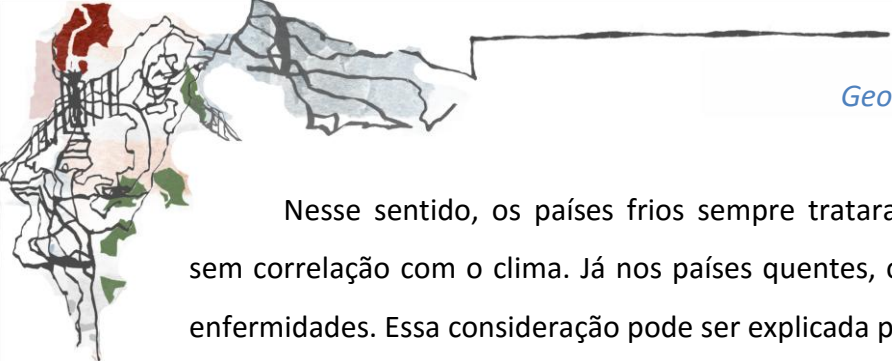 Geo
Nesse sentido, os países frios sempre tratara
sem correlação com o clima. Já nos países quentes,
enfermidades. Essa consideração pode ser explicada p